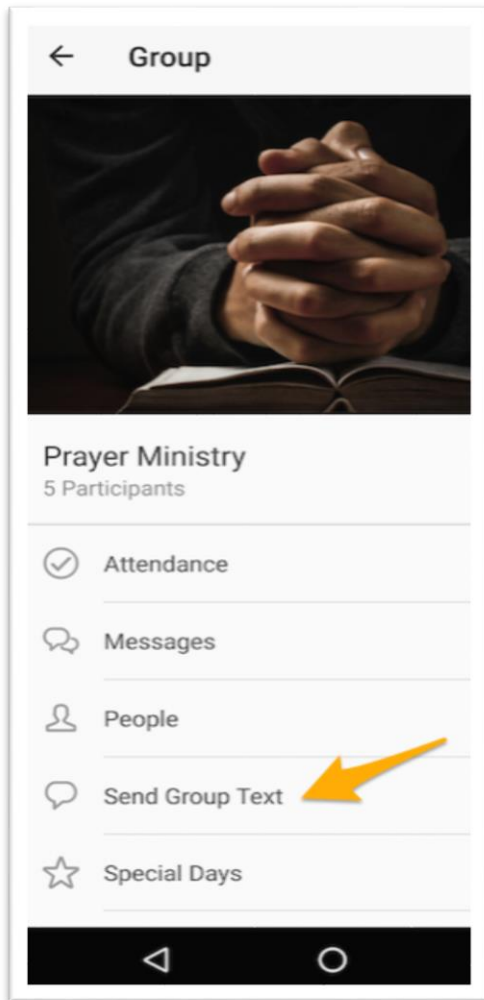 Group
Prayer Ministry
5 Participants
Attendance
Messages
People
Send Group Text
Special Days